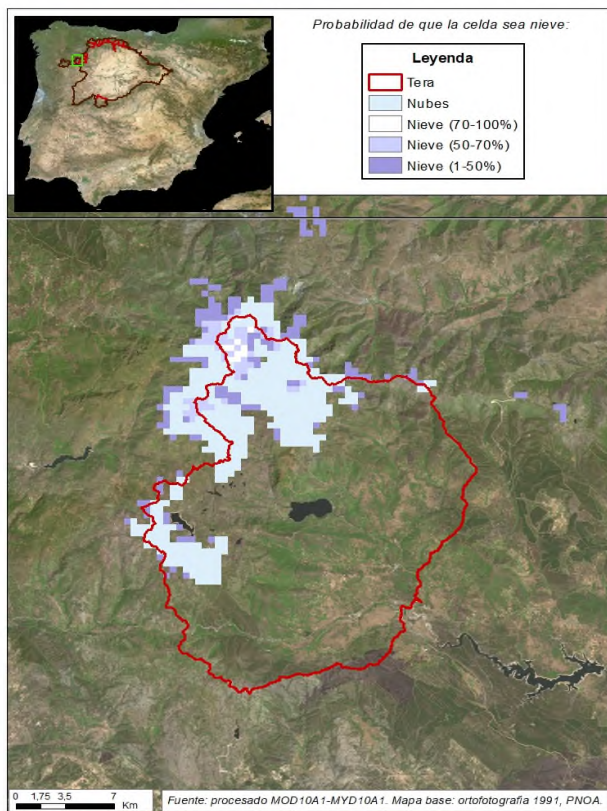 Probabilidad de que la celda sea nieve:
Leyenda
Tera
Nubes
Nieve (70-100%)
Nieve (50-70%)
Nieve (1-50%)
0 1,75 3,5 7
Km
Fuente: procesado MOD10A1-MYD10A1. Mapa base: ortofotografia 1991, PNOA